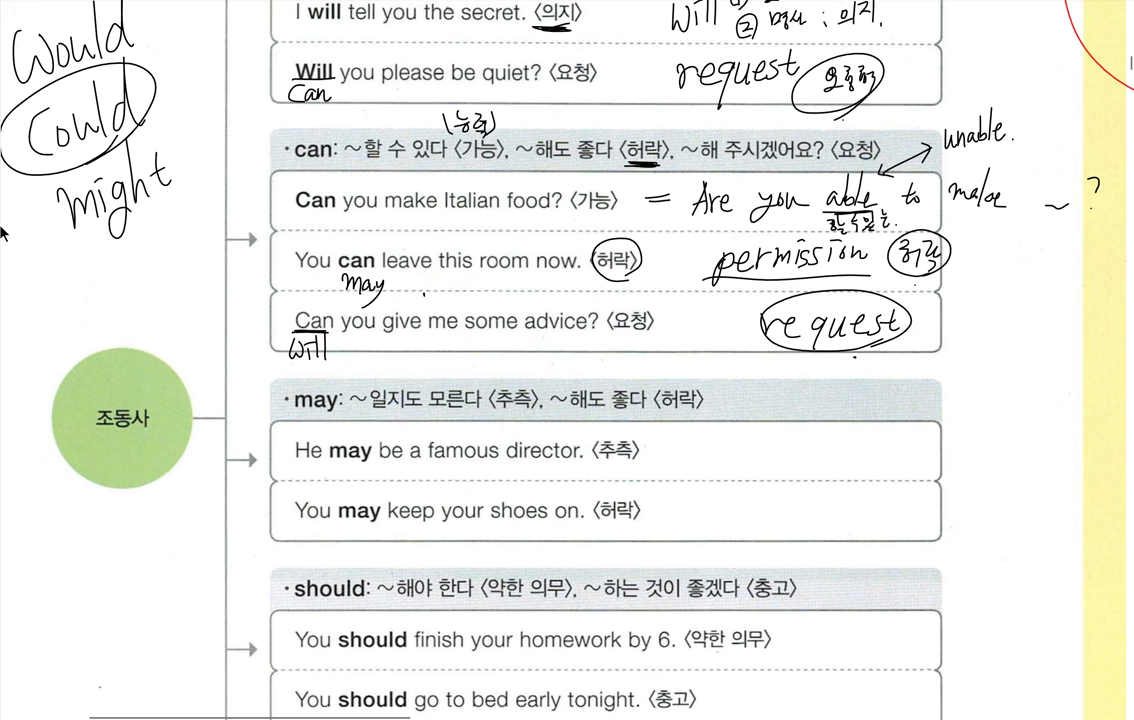 I will tell you the secret. 〈의지〉
will
② 명사 : 의지.
Would
Will you please be quiet? 〈요청〉
Can
request
Could
(능력)
· can: ~할 수 있다 〈가능〉, ~해도 좋다 〈허락〉, ~해 주시겠어요? 〈요청〉
unable.
might
Can you make Italian food? 〈가능〉 = Are you able to make ~ ?
할 수 있는.
You can leave this room now. 〈허락〉
may
permission 허락
Can you give me some advice? 〈요청〉
will
request
조동사
· may: ~일지도 모른다 〈추측〉, ~해도 좋다 〈허락〉
He may be a famous director. 〈추측〉
You may keep your shoes on. 〈허락〉
· should: ~해야 한다 〈약한 의무〉, ~하는 것이 좋겠다 〈충고〉
You should finish your homework by 6. 〈약한 의무〉
You should go to bed early tonight. 〈충고〉